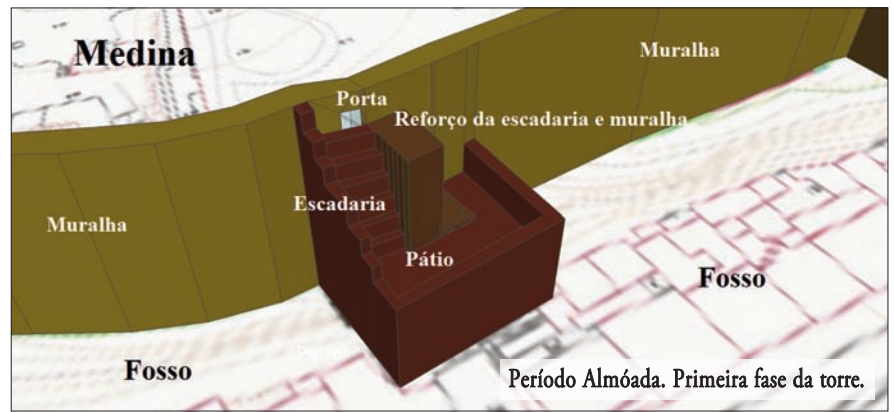 Medina
Muralha
Porta
Reforço da escadaria e muralha
Escadaria
Muralha
Pátio
Fosso
Fosso
Período Almóada. Primeira fase da torre.